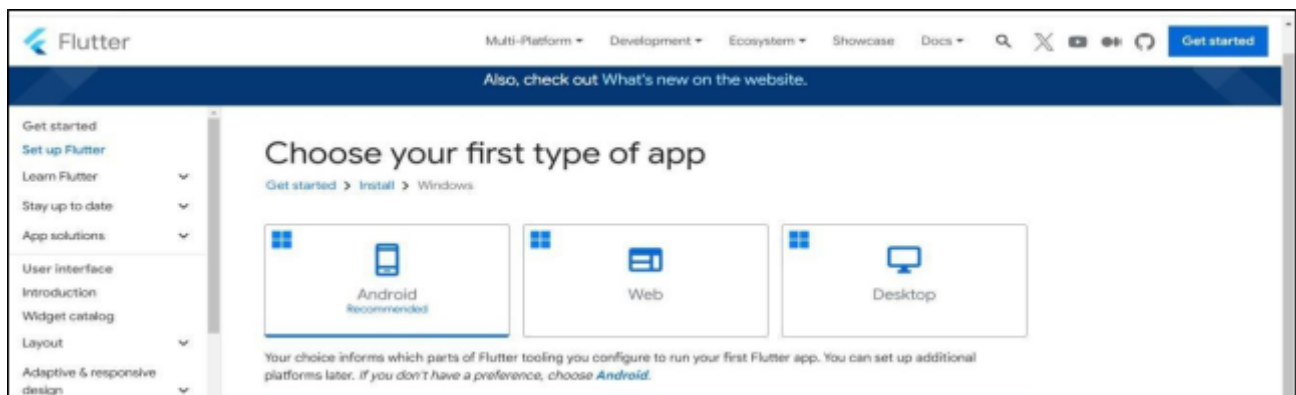 Flutter
Multi-Platform Development Ecosystem Showcase Docs Get started
Also, check out What's new on the website.
Get started
Set up Flutter
Learn Flutter
Stay up to date
App solutions
User interface
Introduction
Widget catalog
Layout
Adaptive & responsive
design
Choose your first type of app
Get started > Install > Windows
Android
Recommended
Web
Desktop
Your choice informs which parts of Flutter tooling you configure to run your first Flutter app. You can set up additional
platforms later. If you don't have a preference, choose Android.